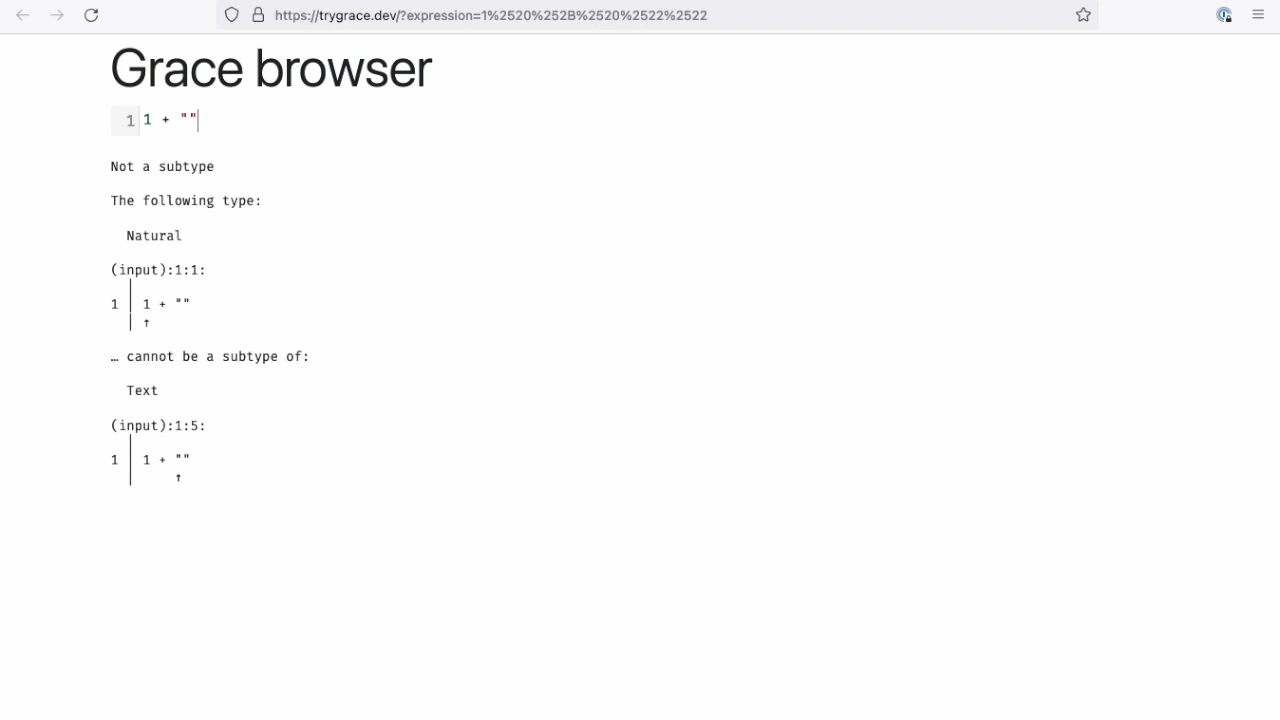 https://trygrace.dev/?expression=1%2520%252B%2520%2522%2522
Grace browser
1 1 + ""
Not a subtype
The following type:
Natural
(input):1:1:
1 │ 1 + ""
│ ↑
… cannot be a subtype of:
Text
(input):1:5:
1 │ 1 + ""
│ ↑